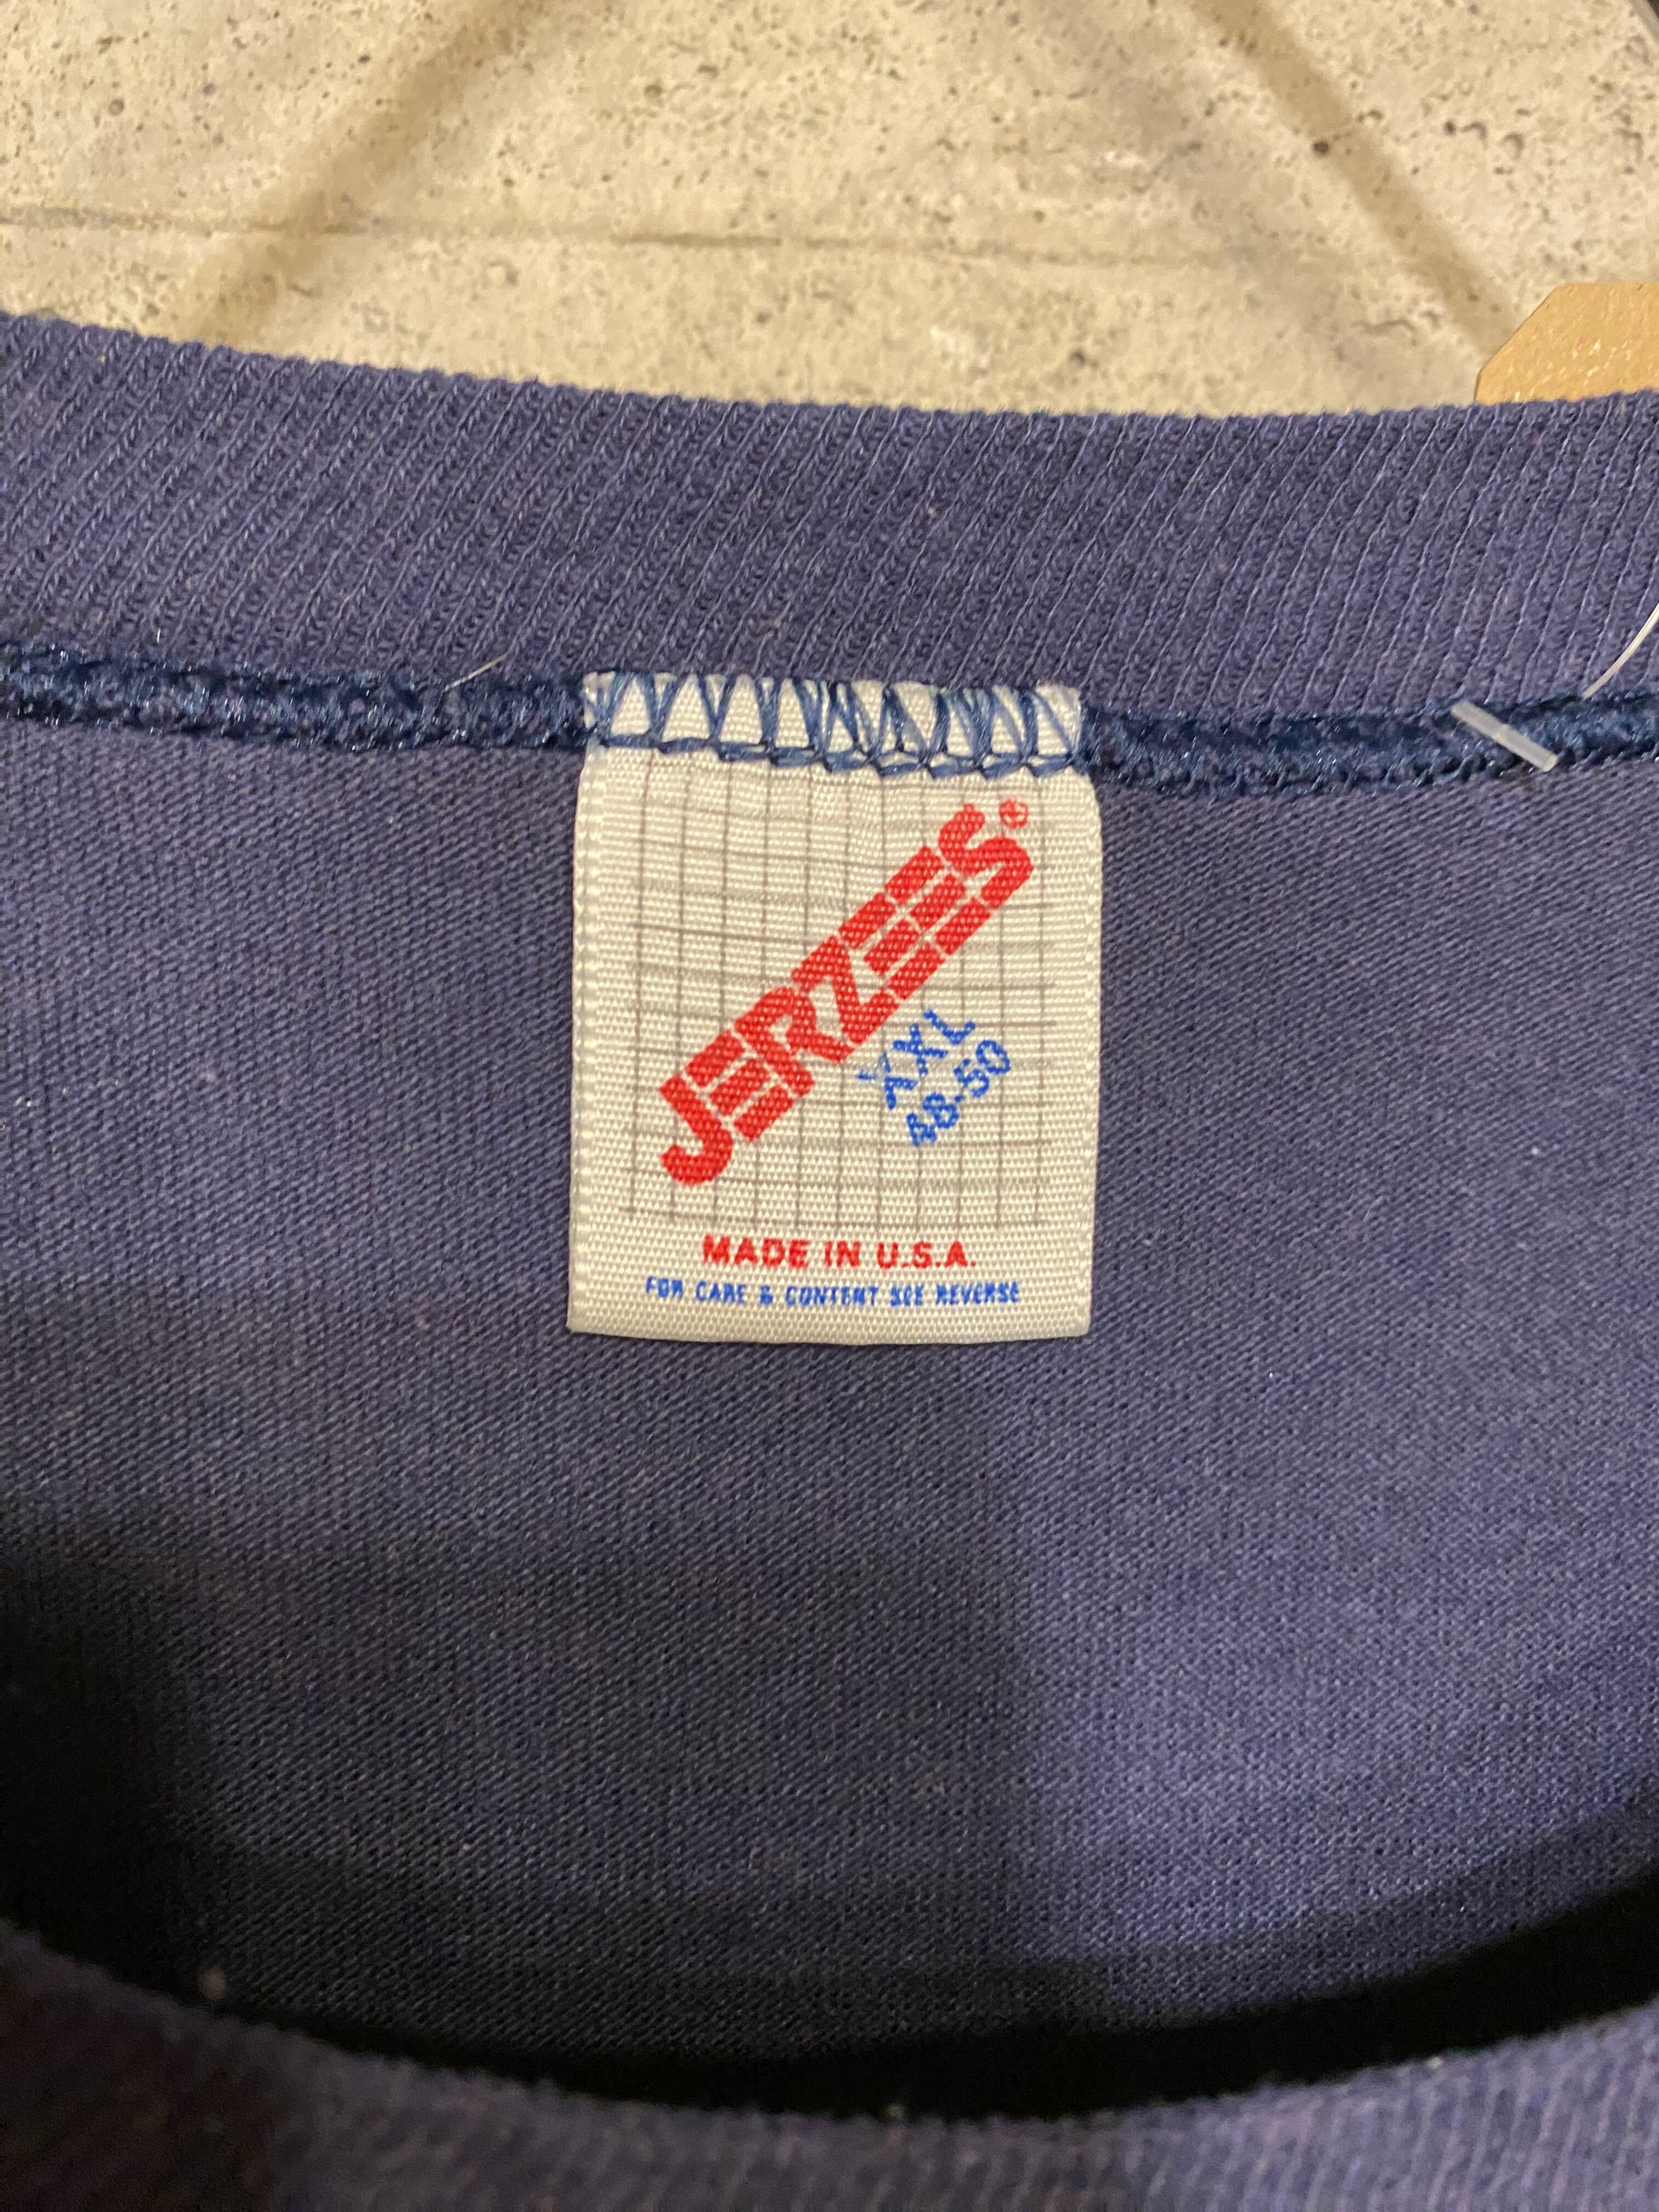 JERZEES®
XXL
48-50
MADE IN U.S.A.
FOR CARE & CONTENT SEE REVERSE